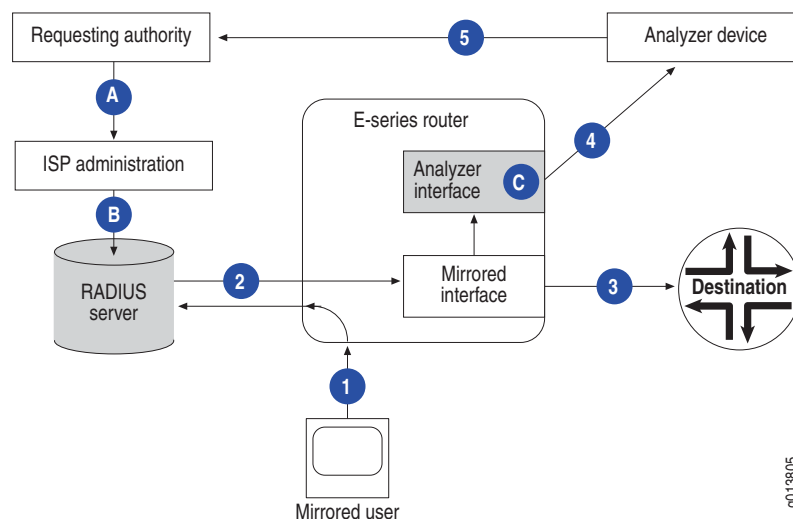 Requesting authority
5
Analyzer device
A
E-series router
4
ISP administration
Analyzer
interface
C
B
RADIUS
server
2
Mirrored
interface
3
Destination
1
Mirrored user
g013805